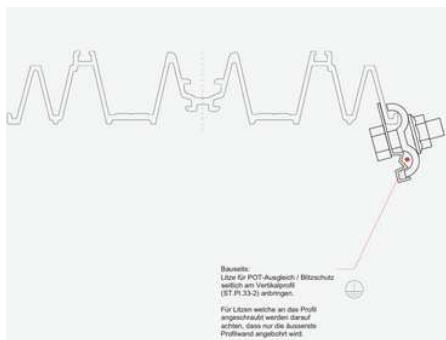 Bauseits:
Litze für POT-Ausgleich / Blitzschutz
seitlich am Vertikalprofil
(ST.PI.33-2) anbringen.
Für Litzen welche an das Profil
angeschraubt werden darauf
achten, dass nur die äusserste
Profilwand angebohrt wird.